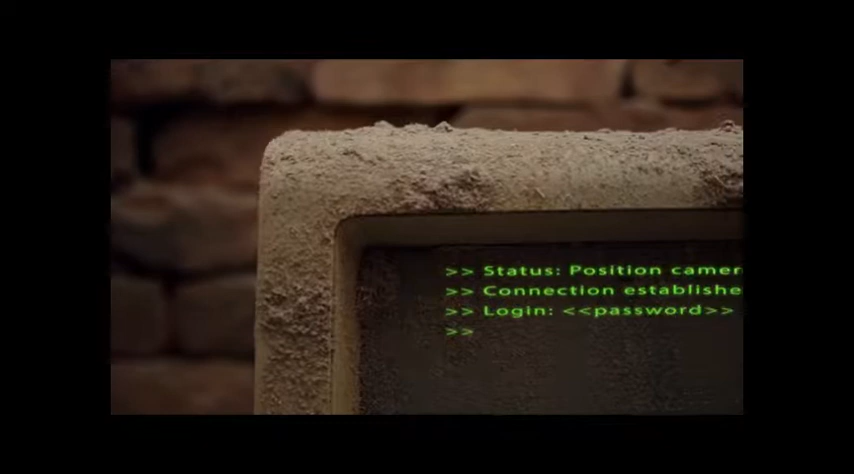 >> Status: Position camer
>> Connection establishe
>> Login: <<password>>
>>